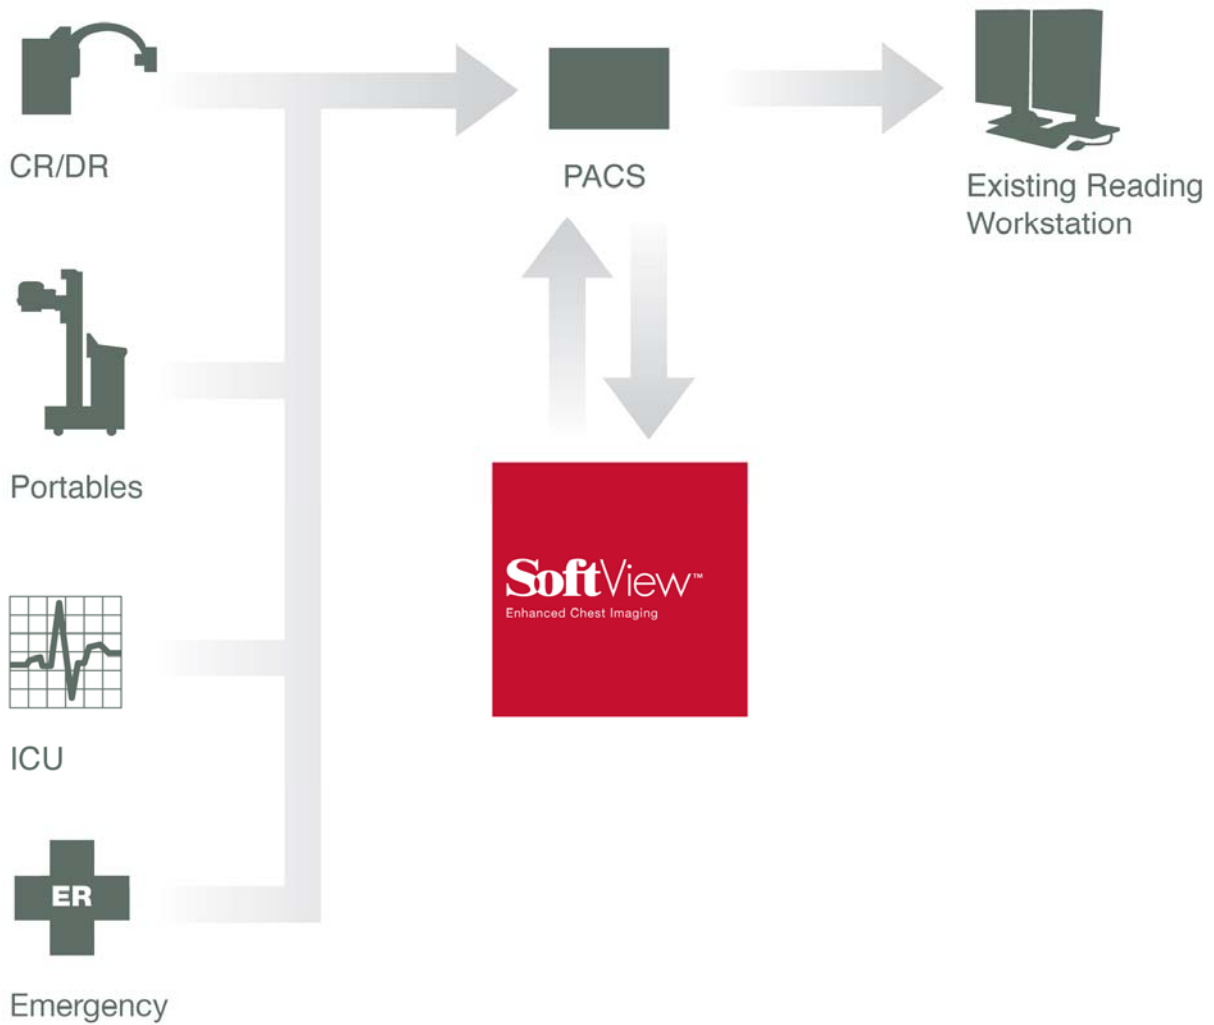 CR/DR
PACS
Existing Reading
Workstation
Portables
SoftView™
Enhanced Chest Imaging
ICU
ER
Emergency